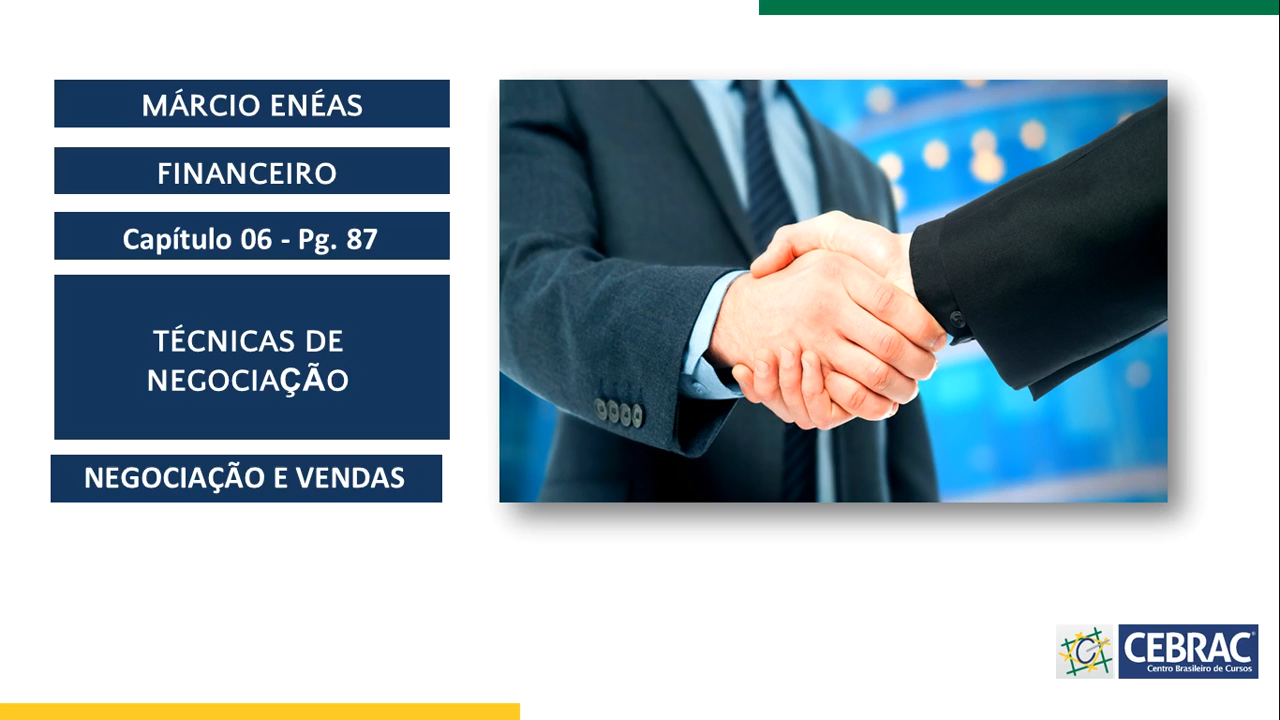 MÁRCIO ENÉAS
FINANCEIRO
Capítulo 06 - Pg. 87
TÉCNICAS DE
NEGOCIAÇÃO
NEGOCIAÇÃO E VENDAS
C CEBRAC®
Centro Brasileiro de Cursos